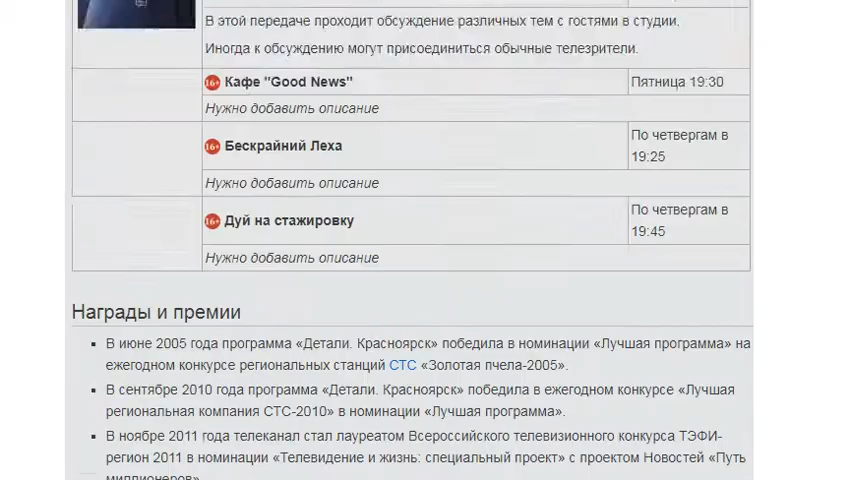 В этой передаче проходит обсуждение различных тем с гостями в студии.
Иногда к обсуждению могут присоединиться обычные телезрители.
16+ Кафе "Good News" Пятница 19:30
Нужно добавить описание
16+ Бескрайний Леха По четвергам в
19:25
Нужно добавить описание
16+ Дуй на стажировку По четвергам в
19:45
Нужно добавить описание
Награды и премии
В июне 2005 года программа «Детали. Красноярск» победила в номинации «Лучшая программа» на
ежегодном конкурсе региональных станций СТС «Золотая пчела-2005».
В сентябре 2010 года программа «Детали. Красноярск» победила в ежегодном конкурсе «Лучшая
региональная компания СТС-2010» в номинации «Лучшая программа».
В ноябре 2011 года телеканал стал лауреатом Всероссийского телевизионного конкурса ТЭФИ-
регион 2011 в номинации «Телевидение и жизнь: специальный проект» с проектом Новостей «Путь
миллионеров»